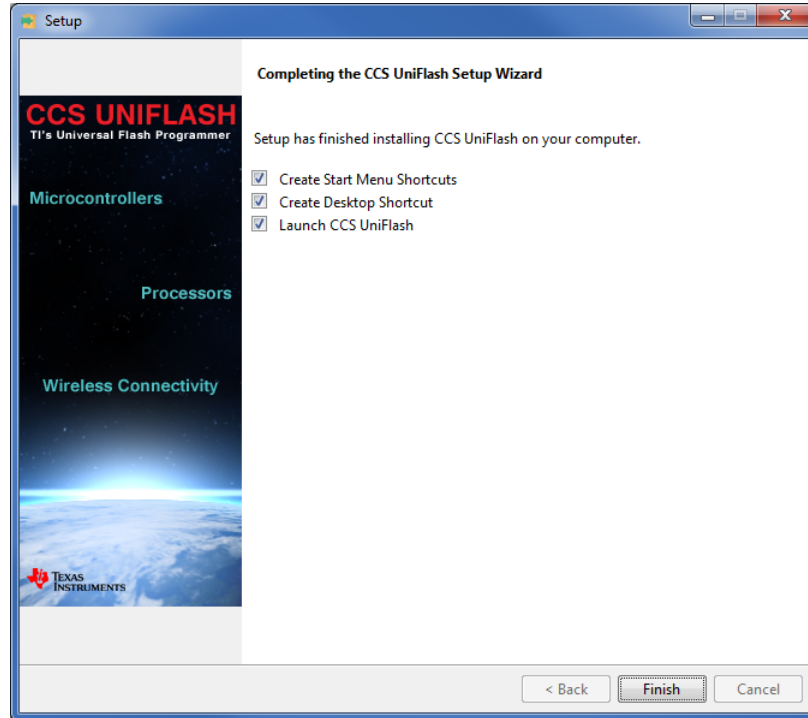 Setup
Completing the CCS UniFlash Setup Wizard
CCS UNIFLASH
TI's Universal Flash Programmer
Setup has finished installing CCS UniFlash on your computer.
Create Start Menu Shortcuts
Microcontrollers
Create Desktop Shortcut
Launch CCS UniFlash
Processors
Wireless Connectivity
TEXAS
INSTRUMENTS
< Back
Finish
Cancel